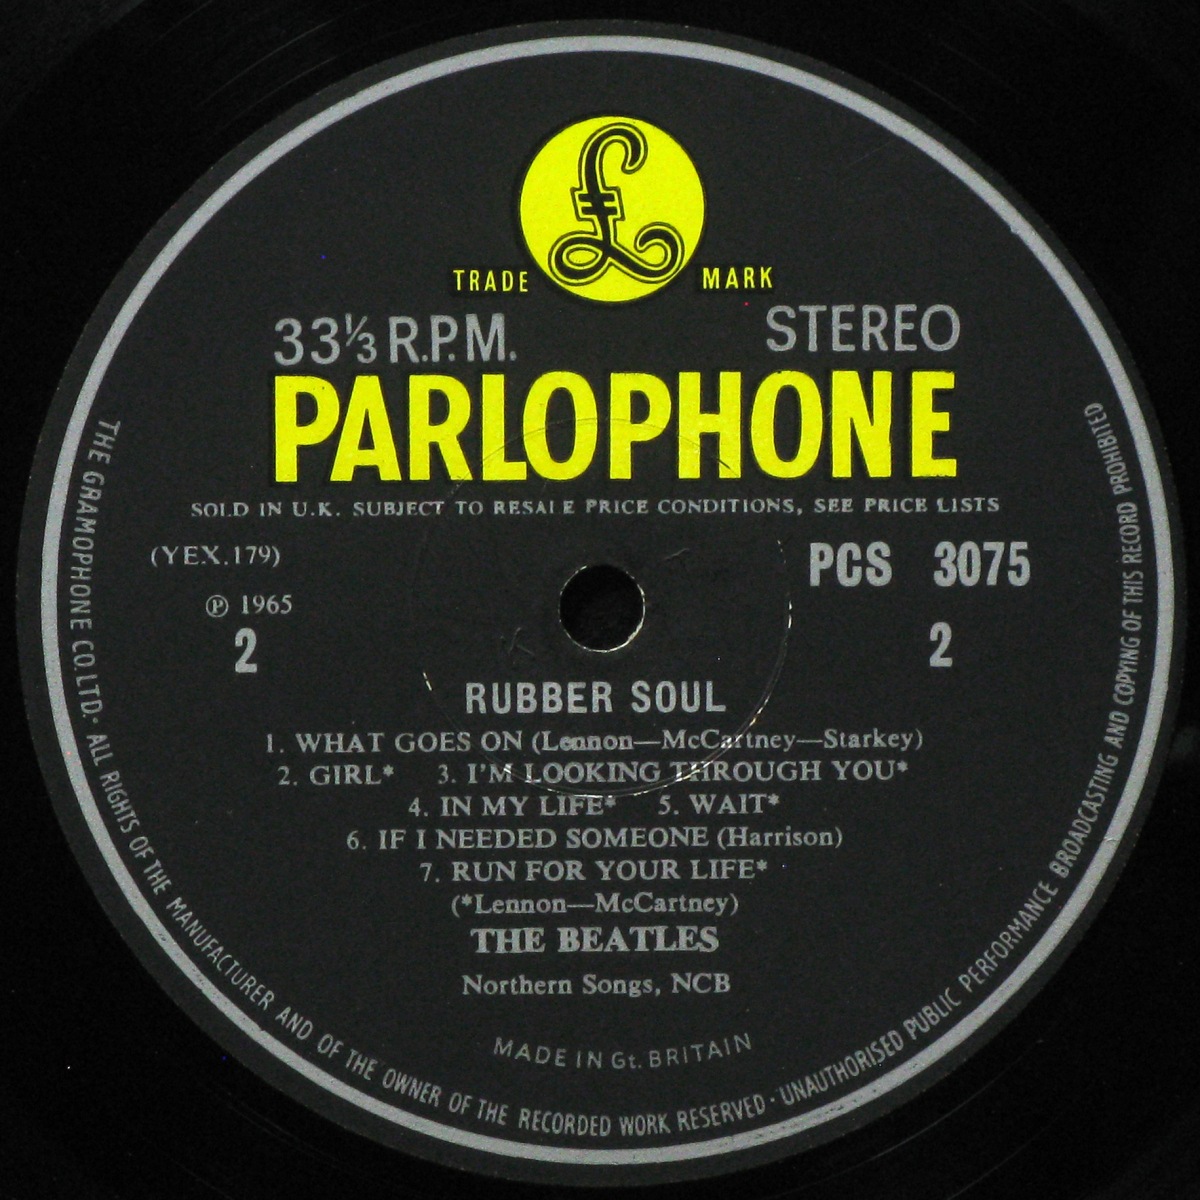 £
TRADE MARK
33⅓ R.P.M. STEREO
PARLOPHONE
SOLD IN U.K. SUBJECT TO RESALE PRICE CONDITIONS, SEE PRICE LISTS
(YEX.179) PCS 3075
℗ 1965
2 2
RUBBER SOUL
1. WHAT GOES ON (Lennon—McCartney—Starkey)
2. GIRL* 3. I'M LOOKING THROUGH YOU*
4. IN MY LIFE* 5. WAIT*
6. IF I NEEDED SOMEONE (Harrison)
7. RUN FOR YOUR LIFE*
(*Lennon—McCartney)
THE BEATLES
Northern Songs, NCB
MADE IN Gt. BRITAIN
THE GRAMOPHONE CO. LTD. · ALL RIGHTS OF THE MANUFACTURER AND OF THE OWNER OF THE RECORDED WORK RESERVED · UNAUTHORISED PUBLIC PERFORMANCE BROADCASTING AND COPYING OF THIS RECORD PROHIBITED